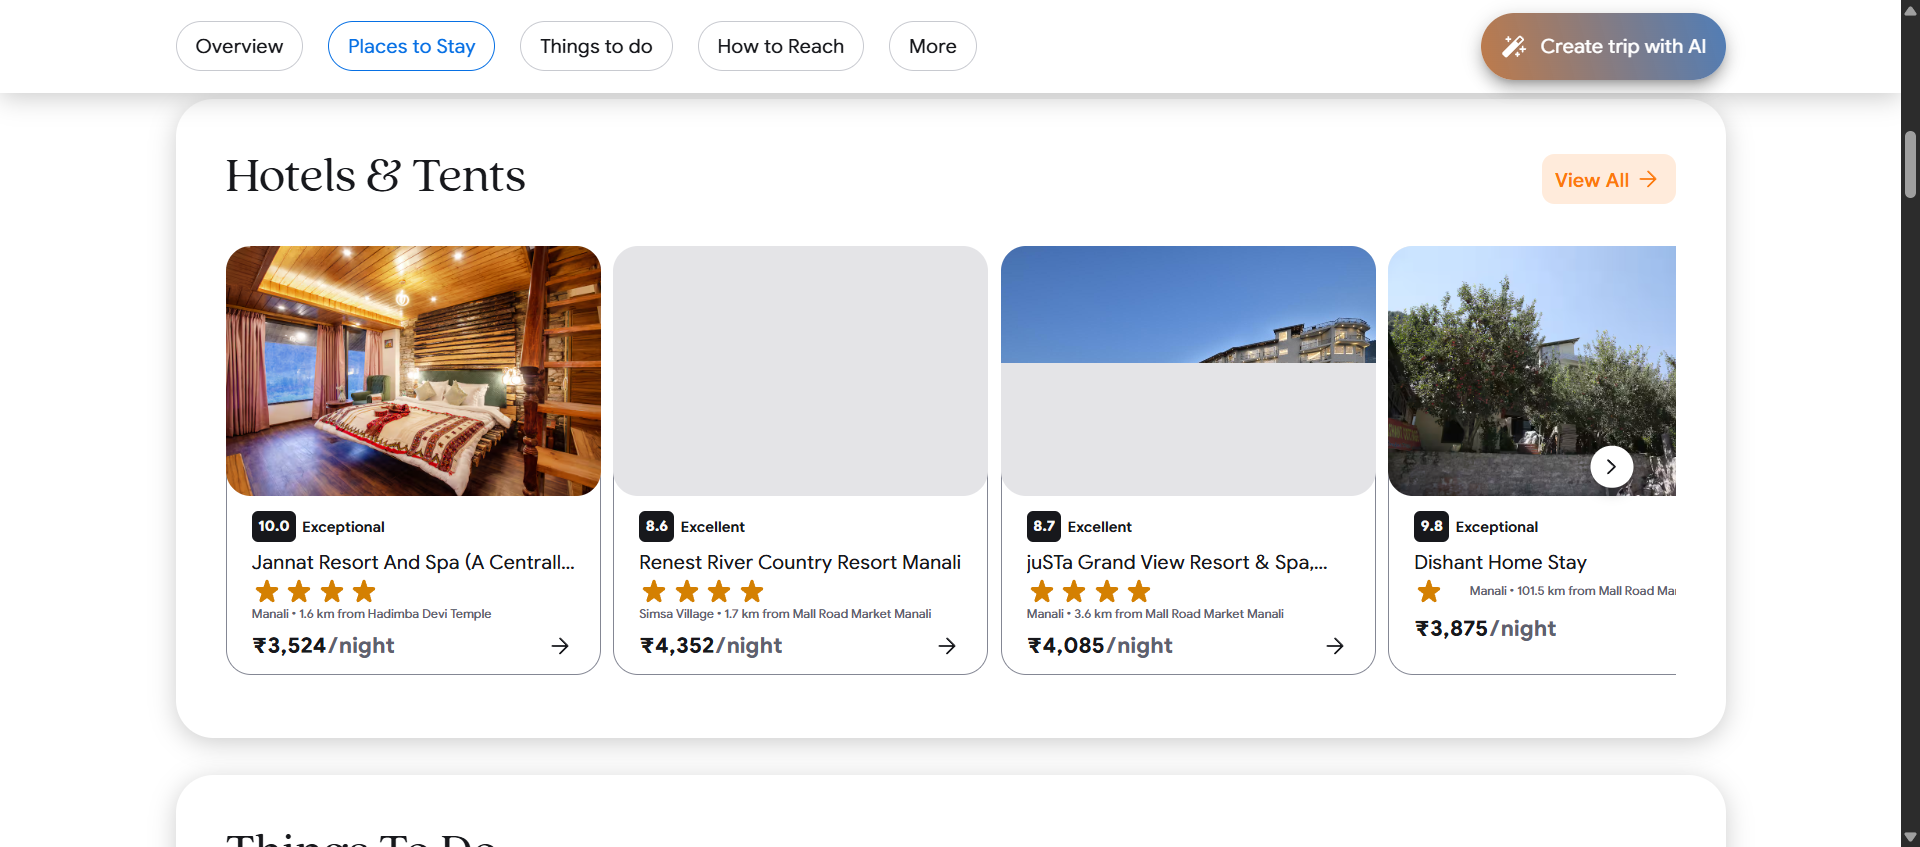 Overview
Places to Stay
Things to do
How to Reach
More
Create trip with AI
Hotels & Tents
View All
10.0 Exceptional
Jannat Resort And Spa (A Centrall...
Manali • 1.6 km from Hadimba Devi Temple
₹3,524/night
8.6 Excellent
Renest River Country Resort Manali
Simsa Village • 1.7 km from Mall Road Market Manali
₹4,352/night
8.7 Excellent
juSTa Grand View Resort & Spa,...
Manali • 3.6 km from Mall Road Market Manali
₹4,085/night
9.8 Exceptional
Dishant Home Stay
Manali • 101.5 km from Mall Road Ma
₹3,875/night
Things To Do